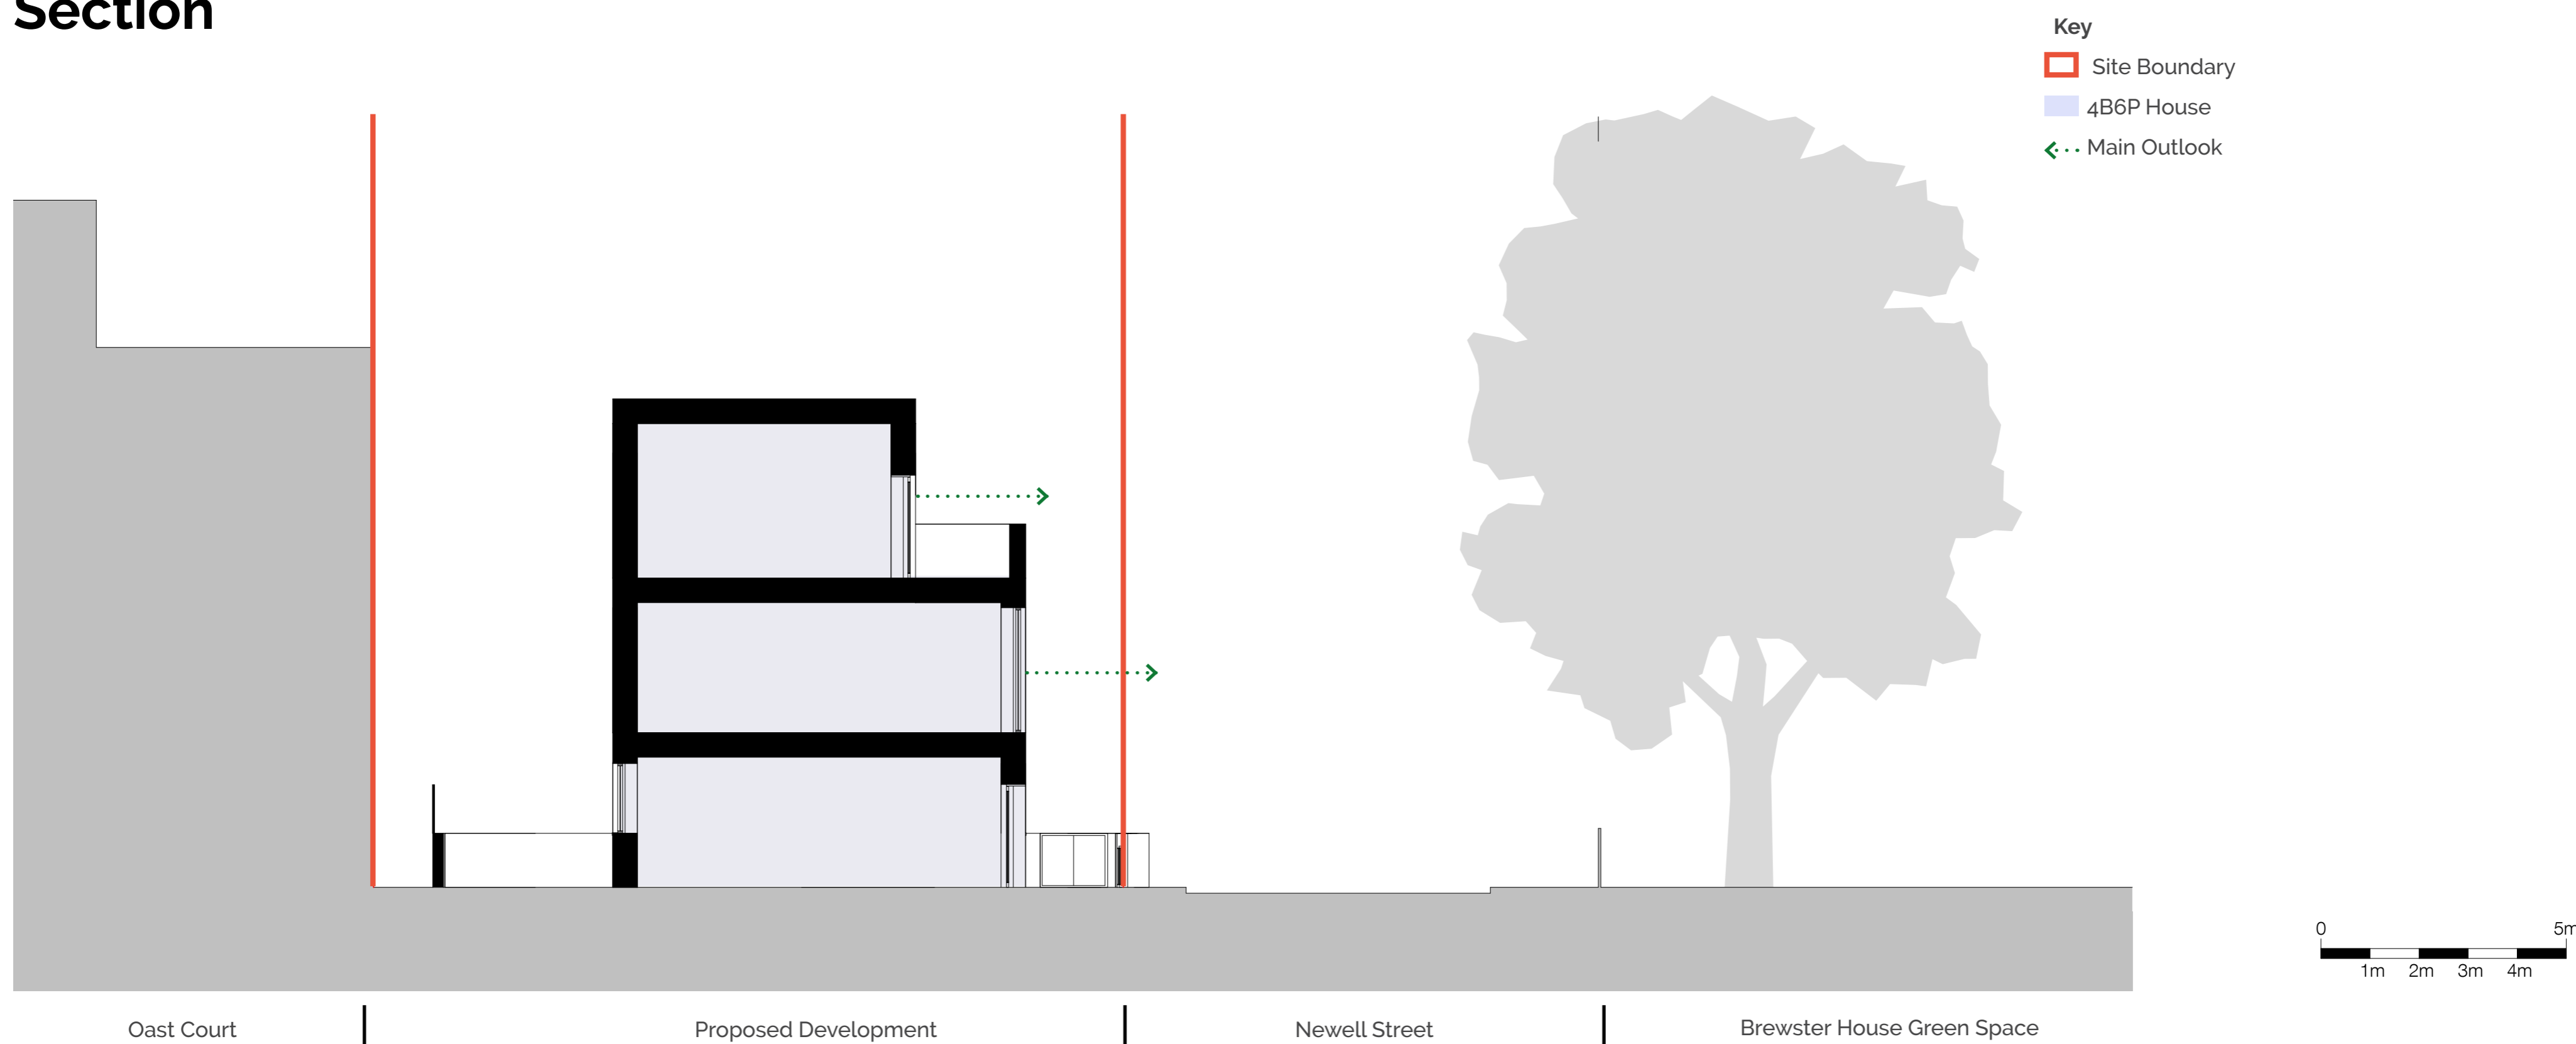 Section
Key
Site Boundary
4B6P House
Main Outlook
0 5m
1m 2m 3m 4m
Oast Court
Proposed Development
Newell Street
Brewster House Green Space